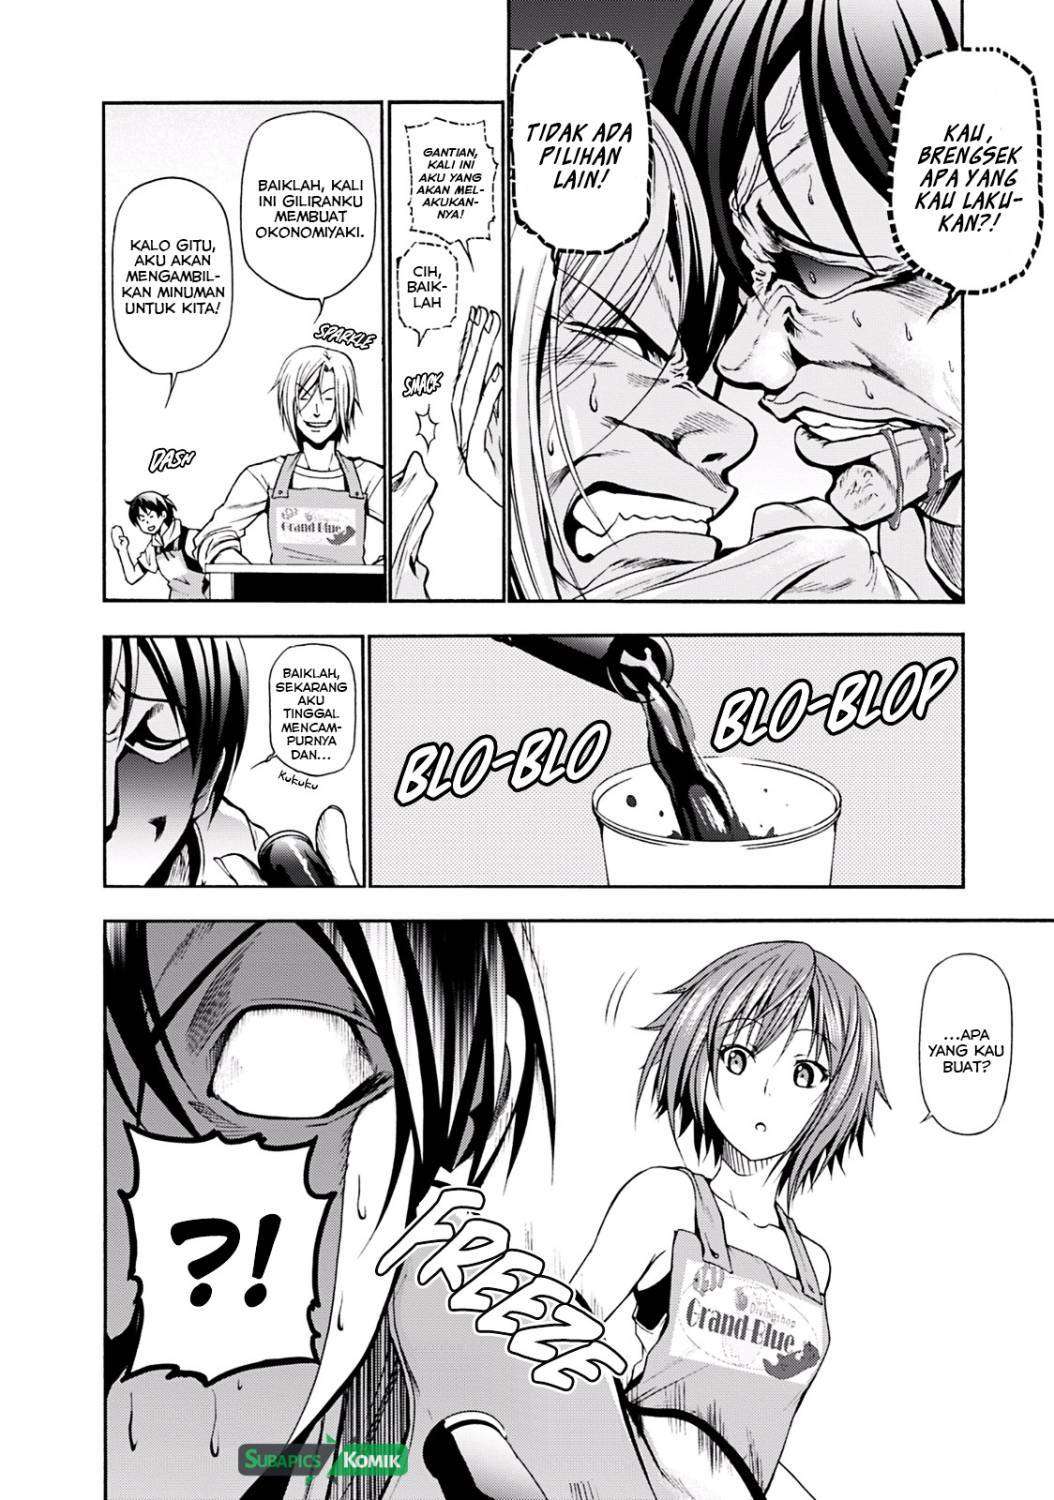 KAU,
BRENGSEK
APA YANG
KAU LAKU-
KAN?!
TIDAK ADA
PILIHAN
LAIN!
GANTIAN,
KALI INI
AKU YANG
AKAN MEL-
AKUKAN-
NYA!
CIH,
BAIK-
LAH
SMACK
BAIKLAH, KALI
INI GILIRANKU
MEMBUAT
OKONOMIYAKI.
SPARKLE
Grand Blue
KALO GITU,
AKU AKAN
MENGAMBIL-
KAN MINUMAN
UNTUK KITA!
DASH
BLO-BLOP
BLO-BLO
BAIKLAH,
SEKARANG
AKU
TINGGAL
MENCAM-
PURNYA
DAN...
Kukuku
...APA
YANG KAU
BUAT?
Divingshop
Grand Blue
FREEZE
?!
SUBAPICS KOMIK